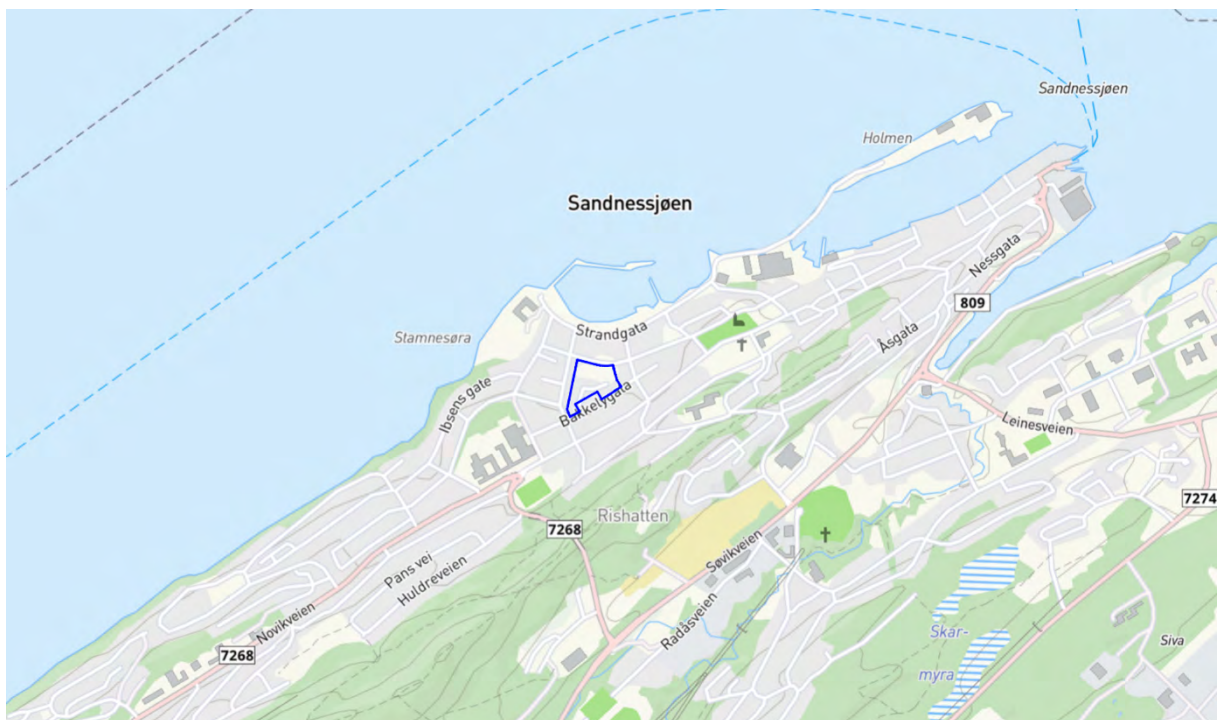 Sandnessjøen
Holmen
Sandnessjøen
Nessgata
809
Strandgata
Stamnesøra
Åsgata
Ibsens gate
Bakkelygata
Leinesveien
7274
Rishatten
7268
Søvikveien
Pans vei
Huldreveien
Radåsveien
Novikveien
7268
Skar-
myra
Siva